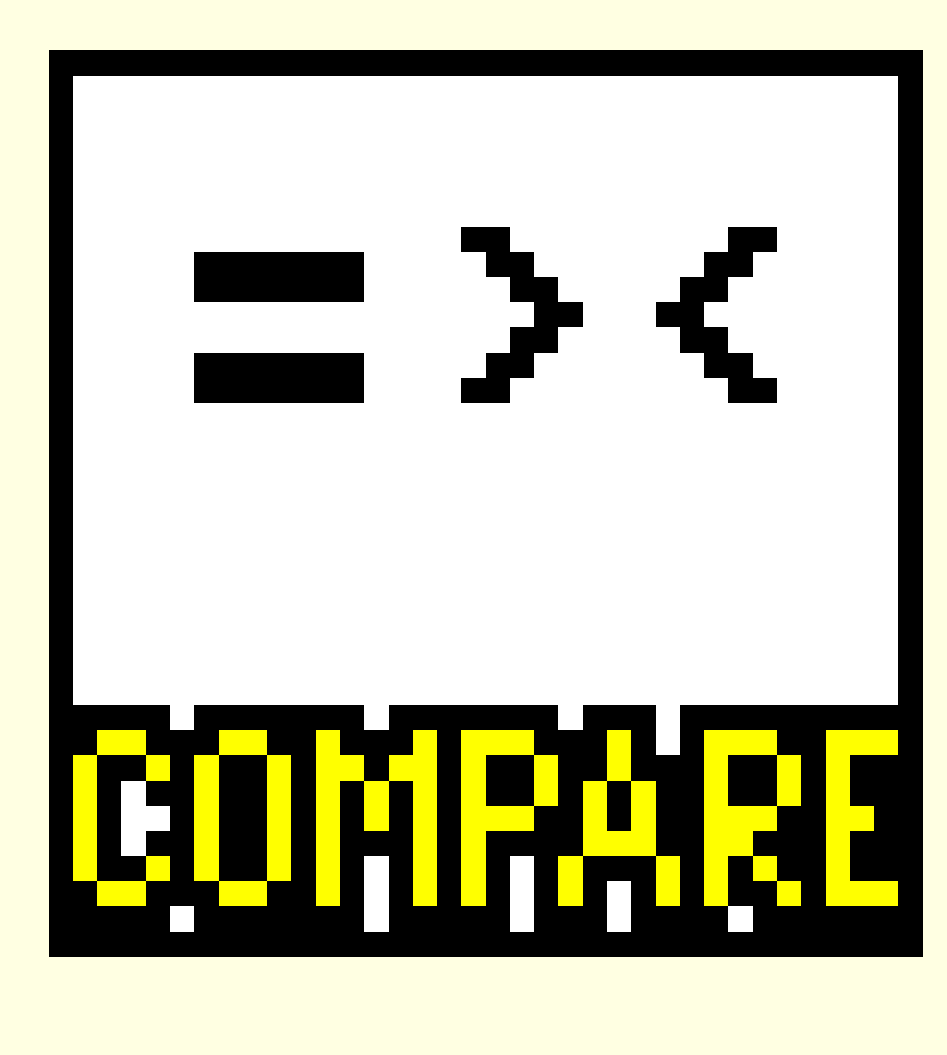 = > <
COMPARE